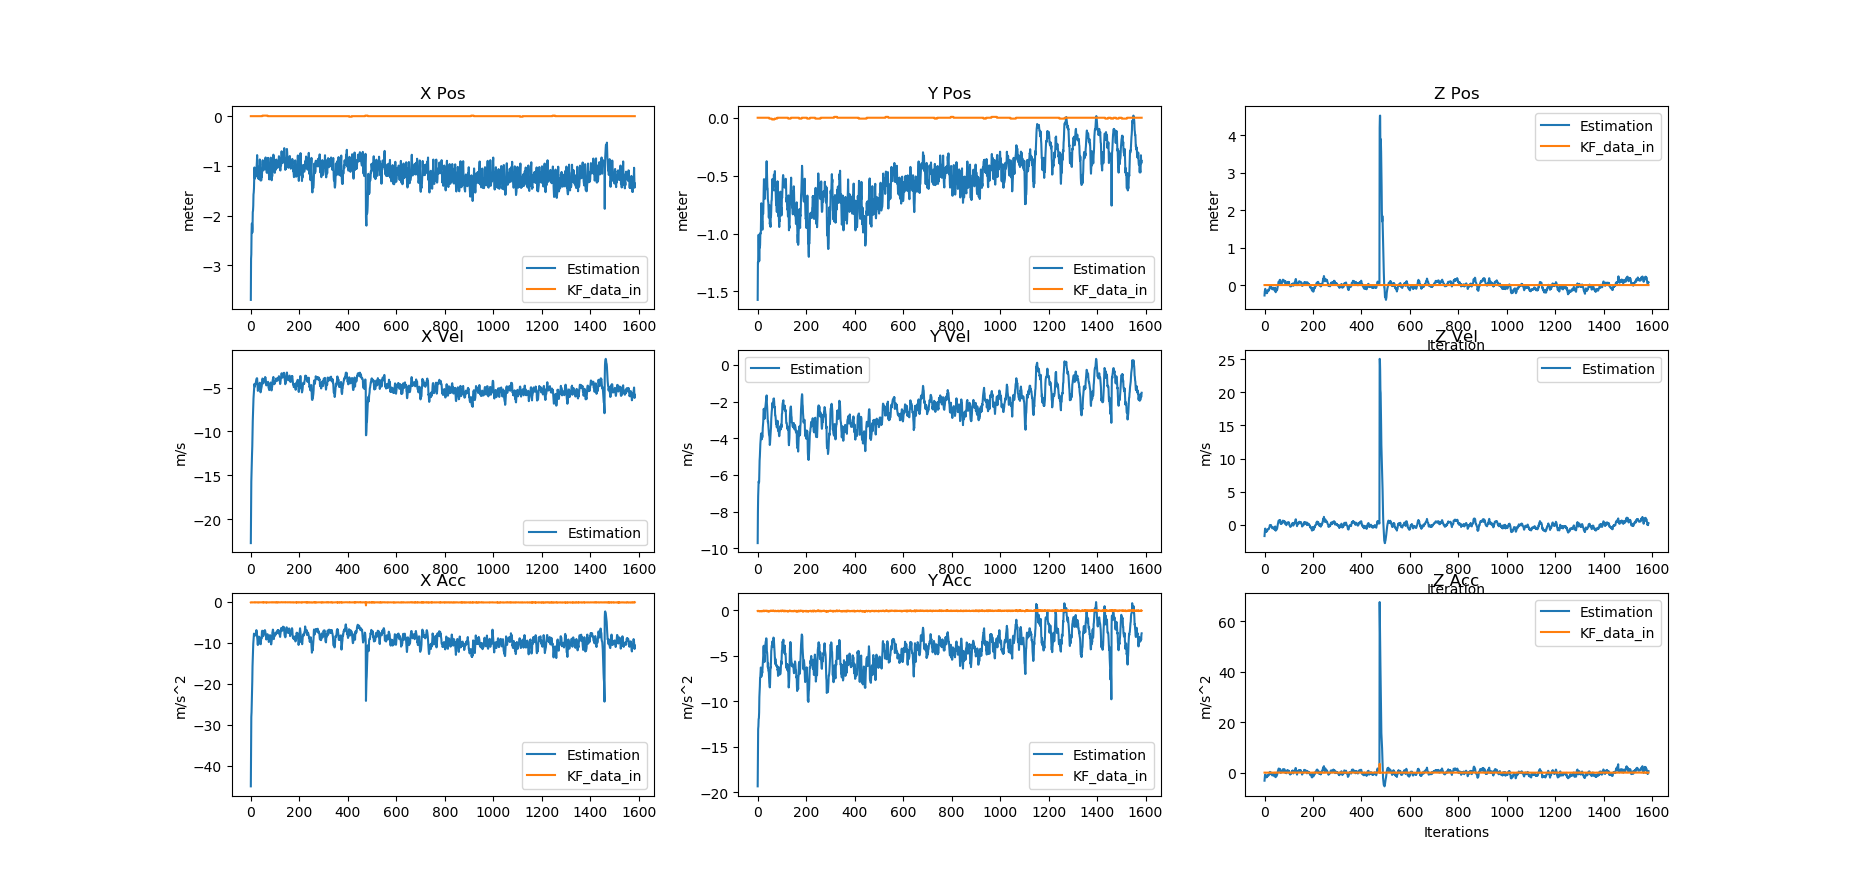 X Pos
Y Pos
Z Pos
meter
0
−1
−2
−3
Estimation
KF_data_in
0 200 400 600 800 1000 1200 1400 1600
meter
0.0
−0.5
−1.0
−1.5
Estimation
KF_data_in
0 200 400 600 800 1000 1200 1400 1600
meter
4
3
2
1
0
Estimation
KF_data_in
0 200 400 600 800 1000 1200 1400 1600
Iteration
X Vel
Y Vel
Z Vel
m/s
−5
−10
−15
−20
Estimation
0 200 400 600 800 1000 1200 1400 1600
m/s
0
−2
−4
−6
−8
−10
Estimation
0 200 400 600 800 1000 1200 1400 1600
m/s
25
20
15
10
5
0
Estimation
0 200 400 600 800 1000 1200 1400 1600
Iteration
X Acc
Y Acc
Z Acc
m/s^2
0
−10
−20
−30
−40
Estimation
KF_data_in
0 200 400 600 800 1000 1200 1400 1600
m/s^2
0
−5
−10
−15
−20
Estimation
KF_data_in
0 200 400 600 800 1000 1200 1400 1600
m/s^2
60
40
20
0
Estimation
KF_data_in
0 200 400 600 800 1000 1200 1400 1600
Iterations